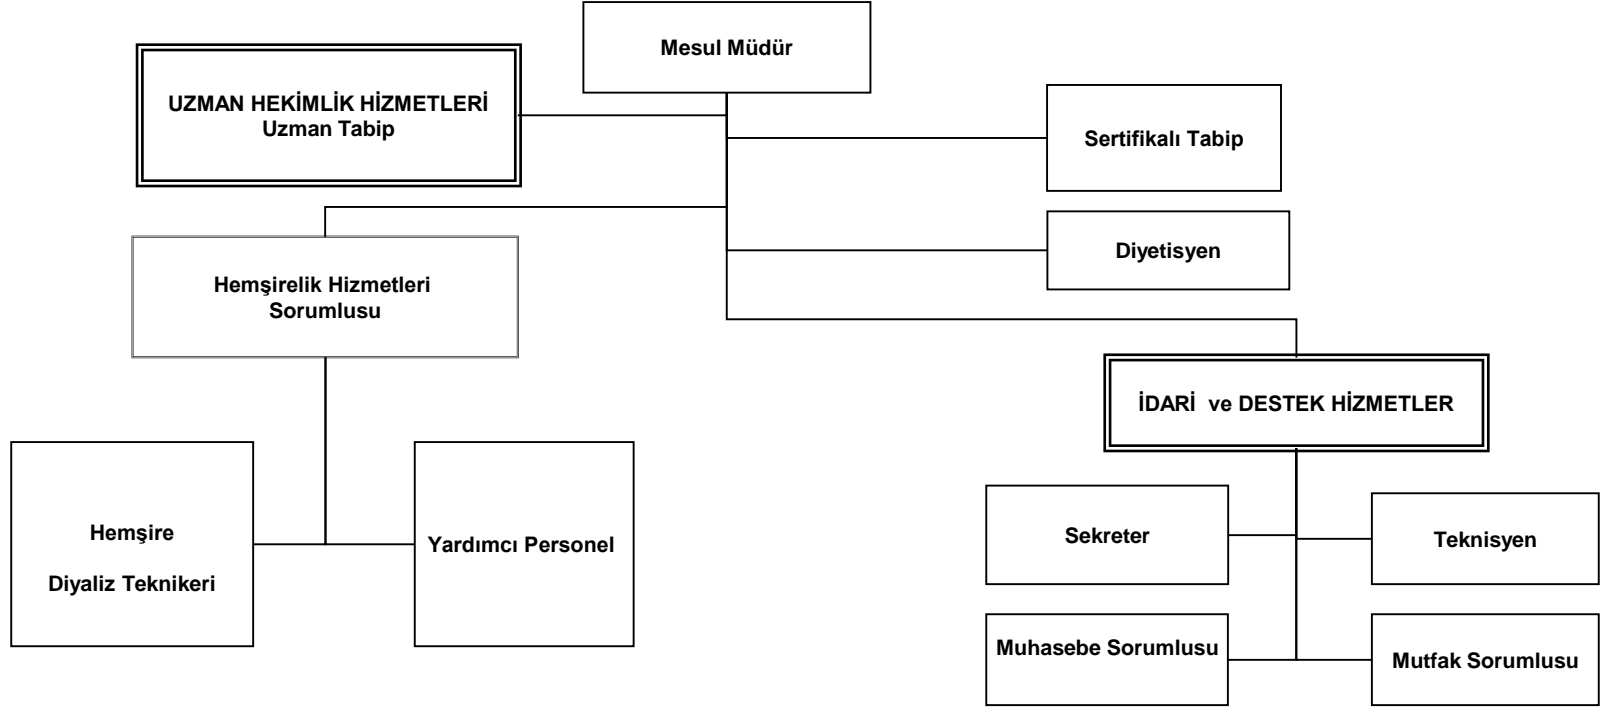 Mesul Müdür
UZMAN HEKİMLİK HİZMETLERİ
Uzman Tabip
Sertifikalı Tabip
Diyetisyen
Hemşirelik Hizmetleri
Sorumlusu
İDARİ ve DESTEK HİZMETLER
Hemşire
Diyaliz Teknikeri
Yardımcı Personel
Sekreter
Teknisyen
Muhasebe Sorumlusu
Mutfak Sorumlusu